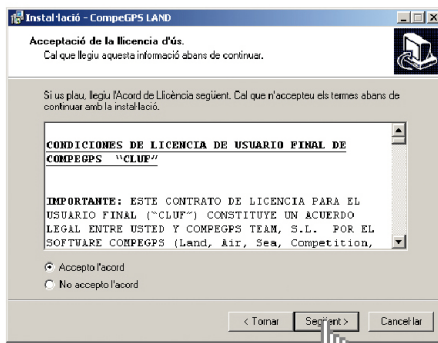 Instal·lació - CompeGPS LAND
Acceptació de la llicencia d'ús.
Cal que llegiu aquesta informació abans de continuar.
Si us plau, llegiu l'Acord de Llicència següent. Cal que n'accepteu els termes abans de
continuar amb la instal·lació.
CONDICIONES DE LICENCIA DE USUARIO FINAL DE
COMPEGPS "CLUF"
IMPORTANTE: ESTE CONTRATO DE LICENCIA PARA EL
USUARIO FINAL ("CLUF") CONSTITUYE UN ACUERDO
LEGAL ENTRE USTED Y COMPEGPS TEAM, S.L. POR EL
SOFTWARE COMPEGPS (Land, Air, Sea, Competition,
Accepto l'acord
No accepto l'acord
< Tornar Següent > Cancel·lar